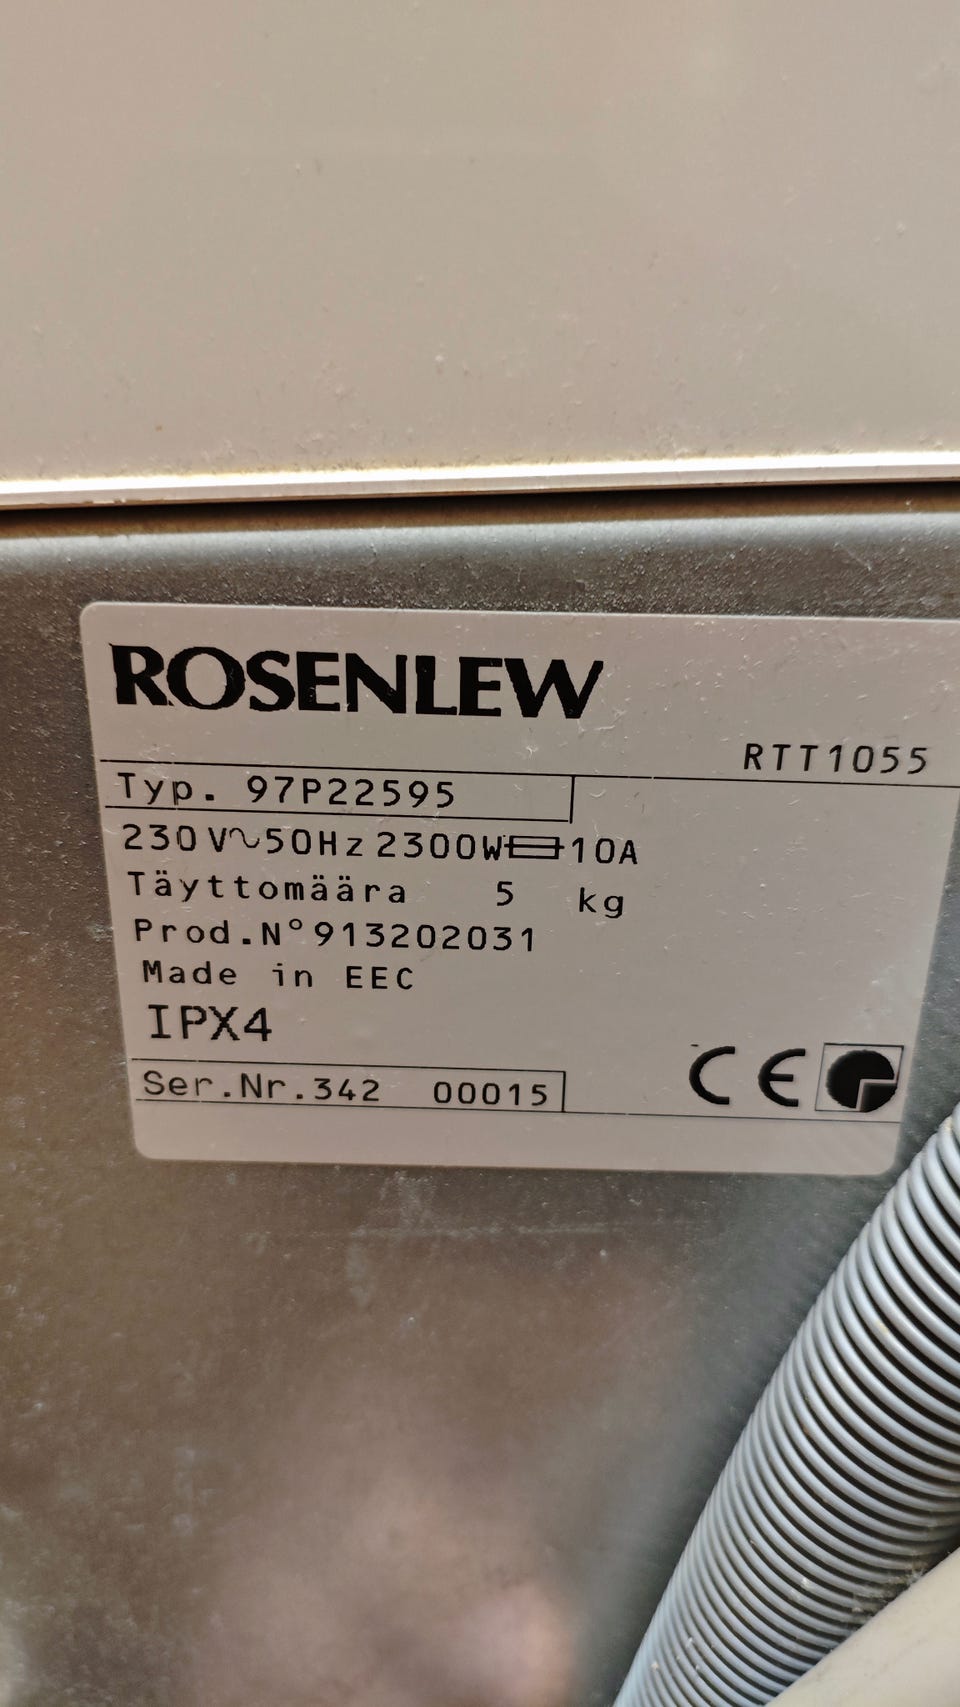 ROSENLEW
RTT1055
Typ. 97P22595
230 V~50Hz 2300W 10A
Täyttomäära 5 kg
Prod.N°913202031
Made in EEC
IPX4
Ser.Nr.342 00015
CE